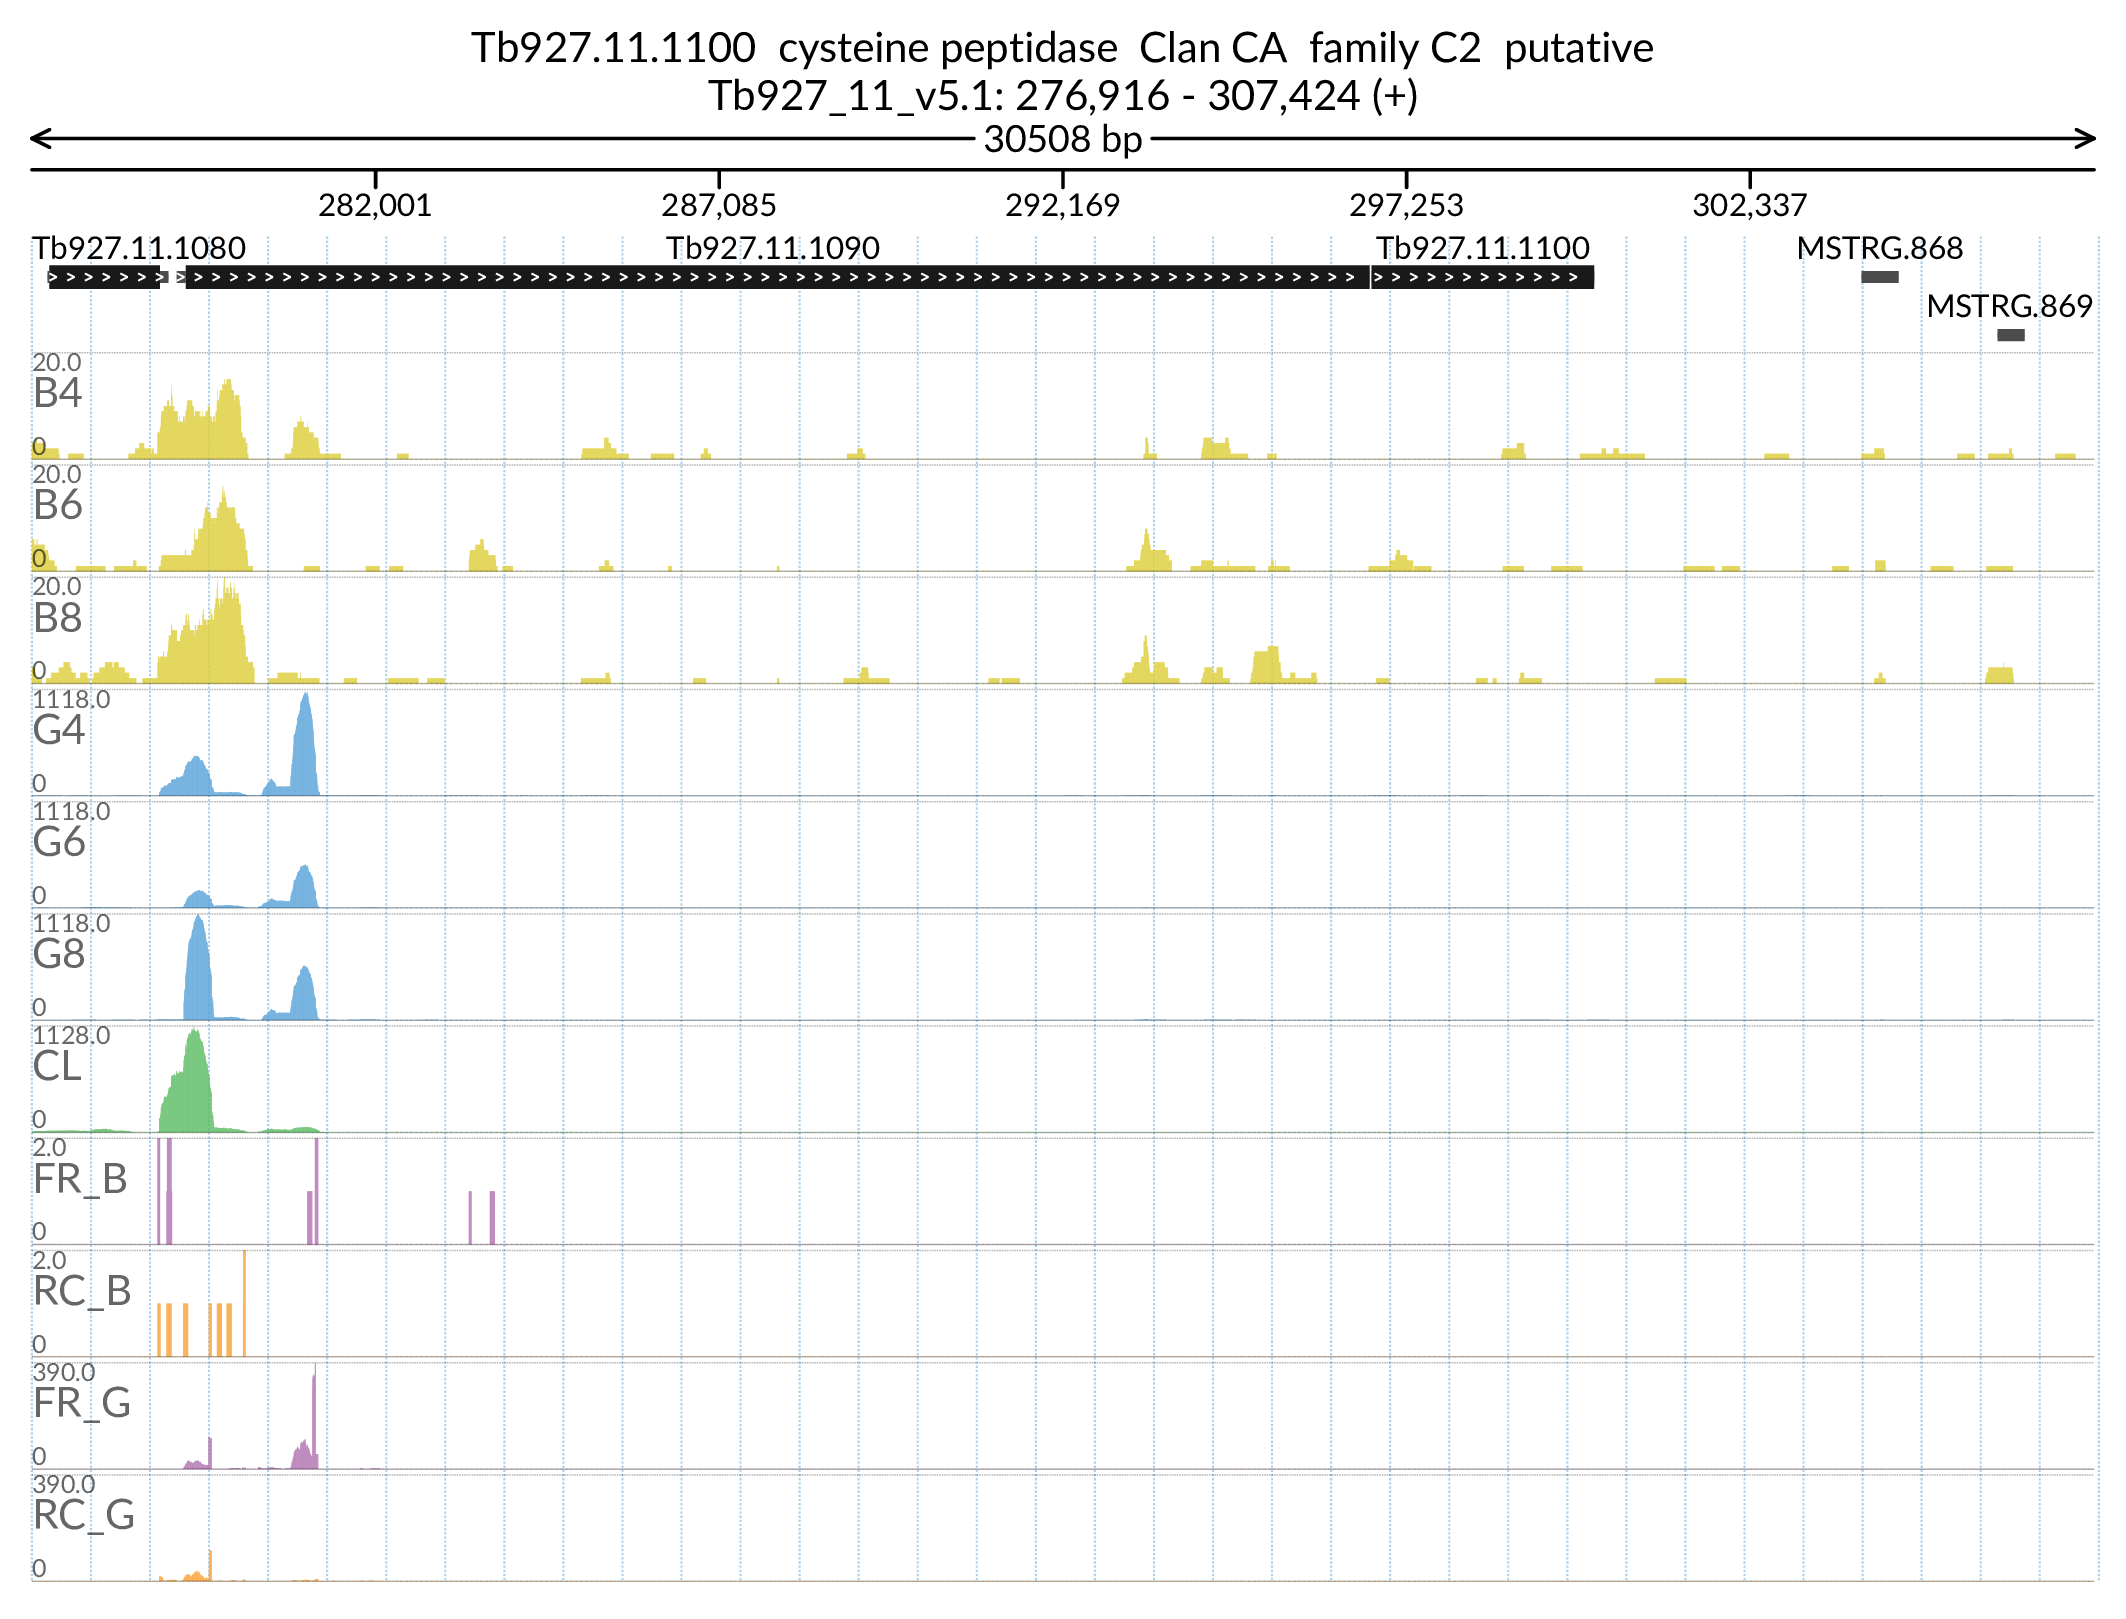 Tb927.11.1100  cysteine peptidase  Clan CA  family C2  putative
Tb927_11_v5.1: 276,916 - 307,424 (+)
30508 bp
282,001 287,085 292,169 297,253 302,337
Tb927.11.1080 Tb927.11.1090 Tb927.11.1100 MSTRG.868
MSTRG.869
20.0
B4
0
20.0
B6
0
20.0
B8
0
1118.0
G4
0
1118.0
G6
0
1118.0
G8
0
1128.0
CL
0
2.0
FR_B
0
2.0
RC_B
0
390.0
FR_G
0
390.0
RC_G
0